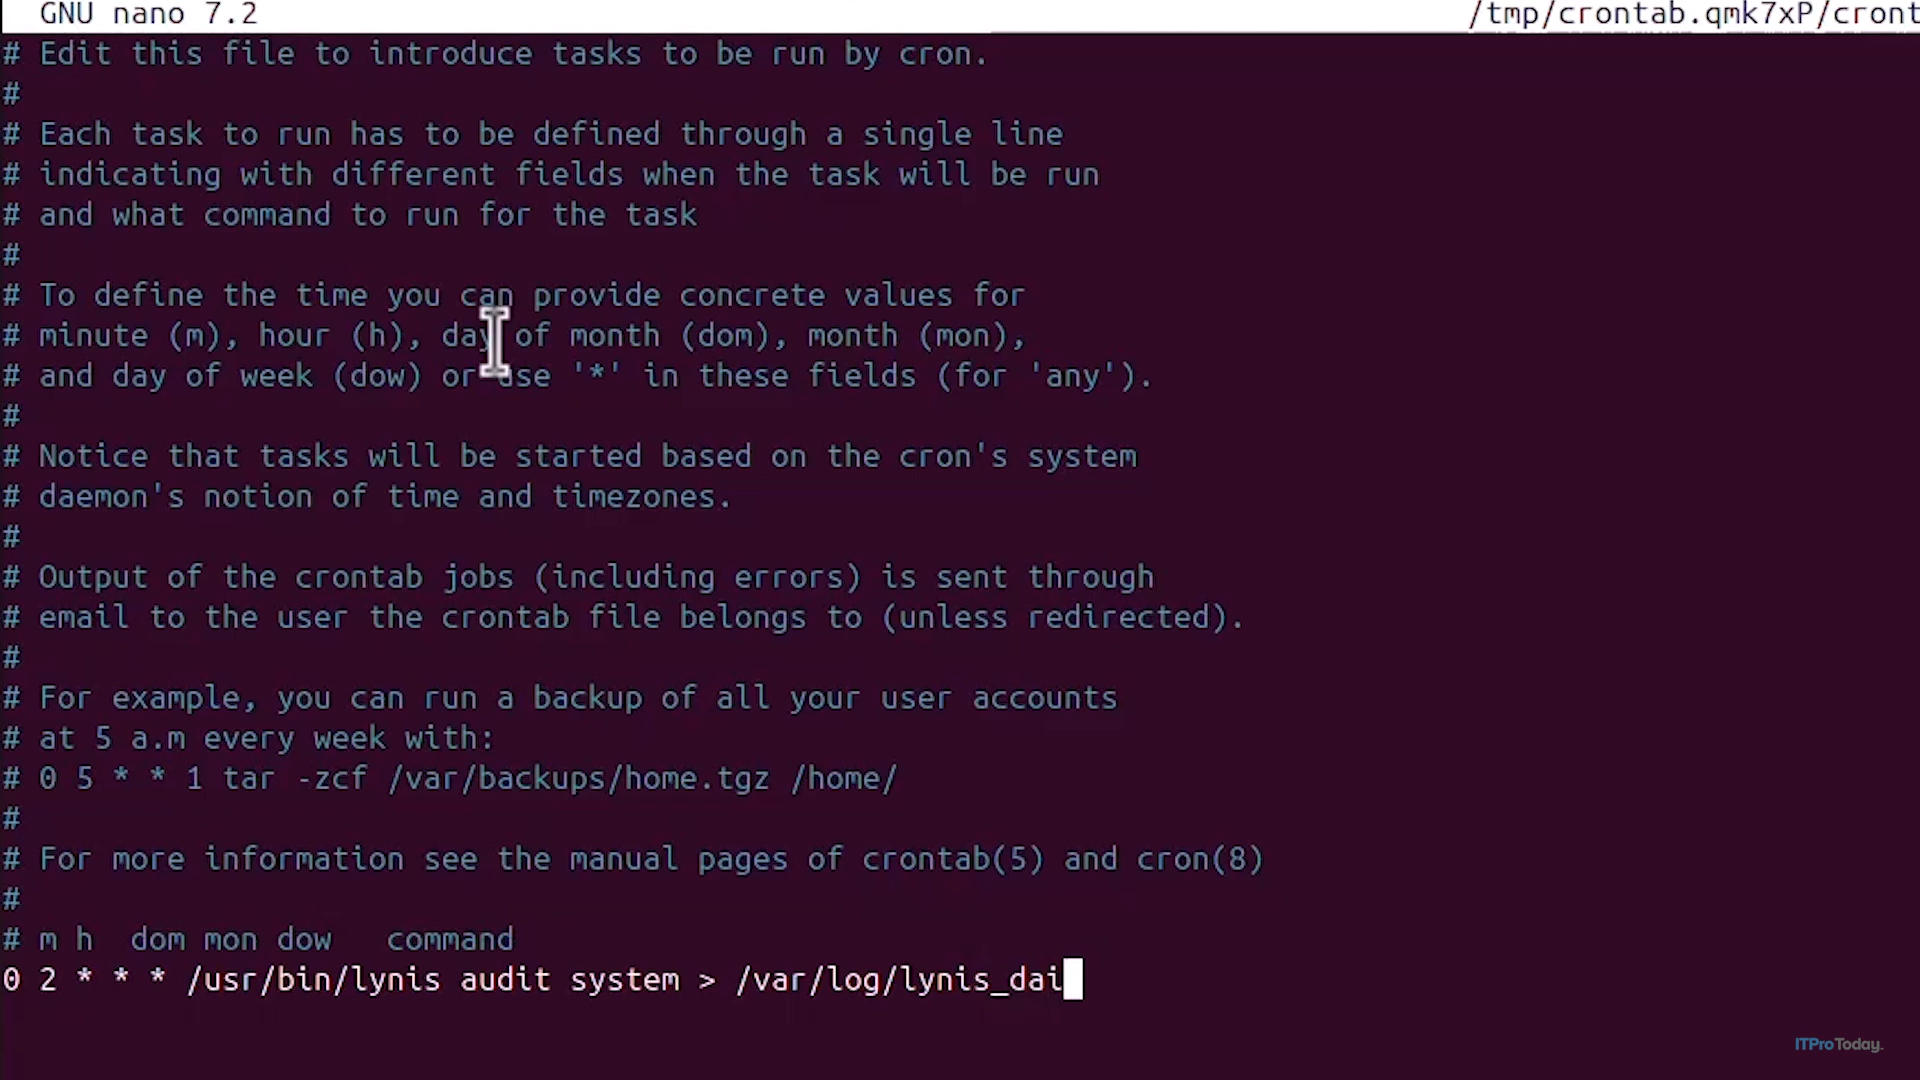 GNU nano 7.2 /tmp/crontab.qmk7xP/cront
# Edit this file to introduce tasks to be run by cron.
#
# Each task to run has to be defined through a single line
# indicating with different fields when the task will be run
# and what command to run for the task
#
# To define the time you can provide concrete values for
# minute (m), hour (h), day of month (dom), month (mon),
# and day of week (dow) or use '*' in these fields (for 'any').
#
# Notice that tasks will be started based on the cron's system
# daemon's notion of time and timezones.
#
# Output of the crontab jobs (including errors) is sent through
# email to the user the crontab file belongs to (unless redirected).
#
# For example, you can run a backup of all your user accounts
# at 5 a.m every week with:
# 0 5 * * 1 tar -zcf /var/backups/home.tgz /home/
#
# For more information see the manual pages of crontab(5) and cron(8)
#
# m h  dom mon dow   command
0 2 * * * /usr/bin/lynis audit system > /var/log/lynis_dai
ITProToday.